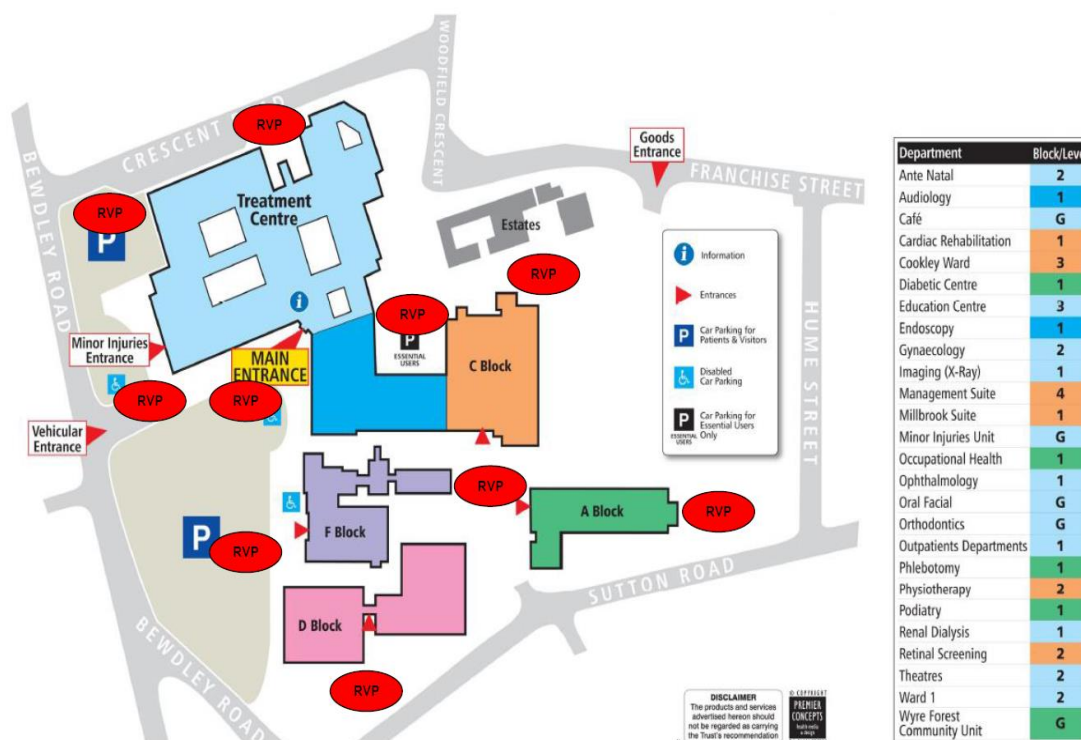 WOODFIELD CRESCENT
CRESCENT
RVP
Goods
Entrance
FRANCHISE STREET
BEWDLEY ROAD
RVP
P
Treatment
Centre
Estates
i
RVP
RVP
P
ESSENTIAL
USERS
C Block
Minor Injuries
Entrance
MAIN
ENTRANCE
RVP
RVP
Vehicular
Entrance
HUME STREET
i Information
Entrances
P Car Parking for
Patients & Visitors
Disabled
Car Parking
P
ESSENTIAL
USERS
Car Parking for
Essential Users
Only
RVP
A Block
RVP
P
RVP
F Block
SUTTON ROAD
D Block
RVP
BEWDLEY ROAD
DISCLAIMER
The products and services
advertised hereon should
not be regarded as carrying
the Trust's recommendation
© COPYRIGHT
PREMIER
CONCEPTS
Department Block/Leve
Ante Natal 2
Audiology 1
Café G
Cardiac Rehabilitation 1
Cookley Ward 3
Diabetic Centre 1
Education Centre 3
Endoscopy 1
Gynaecology 2
Imaging (X-Ray) 1
Management Suite 4
Millbrook Suite 1
Minor Injuries Unit G
Occupational Health 1
Ophthalmology 1
Oral Facial G
Orthodontics G
Outpatients Departments 1
Phlebotomy 1
Physiotherapy 2
Podiatry 1
Renal Dialysis 1
Retinal Screening 2
Theatres 2
Ward 1 2
Wyre Forest
Community Unit G